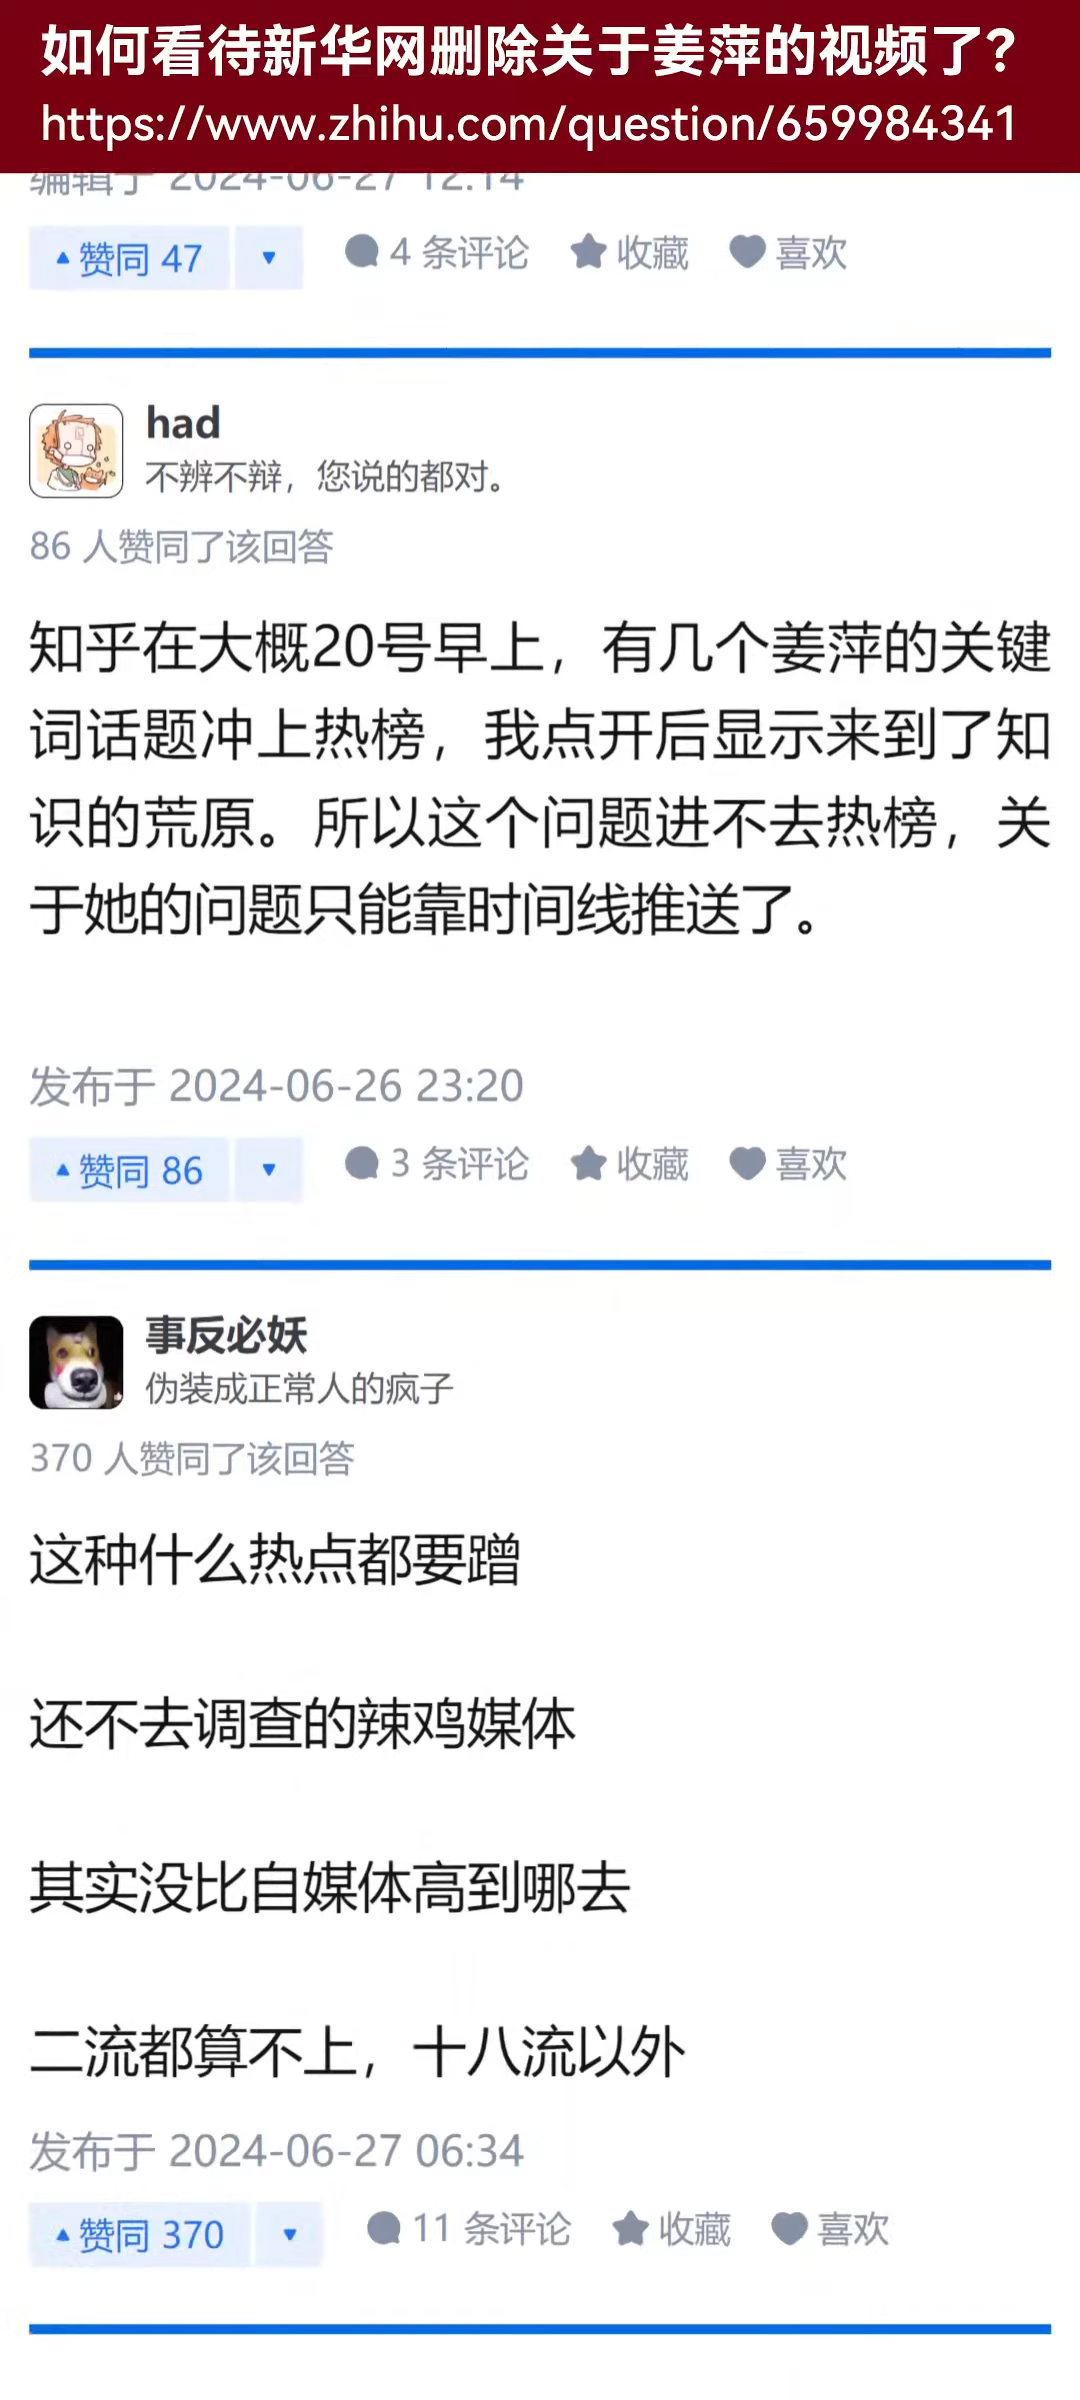 如何看待新华网删除关于姜萍的视频了？
https://www.zhihu.com/question/659984341
编辑于 2024-06-27 12:14
赞同 47
4 条评论
收藏
喜欢
had
不辨不辩，您说的都对。
86 人赞同了该回答
知乎在大概20号早上，有几个姜萍的关键
词话题冲上热榜，我点开后显示来到了知
识的荒原。所以这个问题进不去热榜，关
于她的问题只能靠时间线推送了。
发布于 2024-06-26 23:20
赞同 86
3 条评论
收藏
喜欢
事反必妖
伪装成正常人的疯子
370 人赞同了该回答
这种什么热点都要蹭
还不去调查的辣鸡媒体
其实没比自媒体高到哪去
二流都算不上，十八流以外
发布于 2024-06-27 06:34
赞同 370
11 条评论
收藏
喜欢